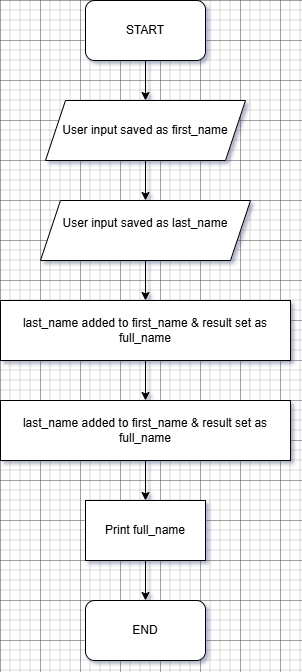 START
User input saved as first_name
User input saved as last_name
last_name added to first_name & result set as
full_name
last_name added to first_name & result set as
full_name
Print full_name
END